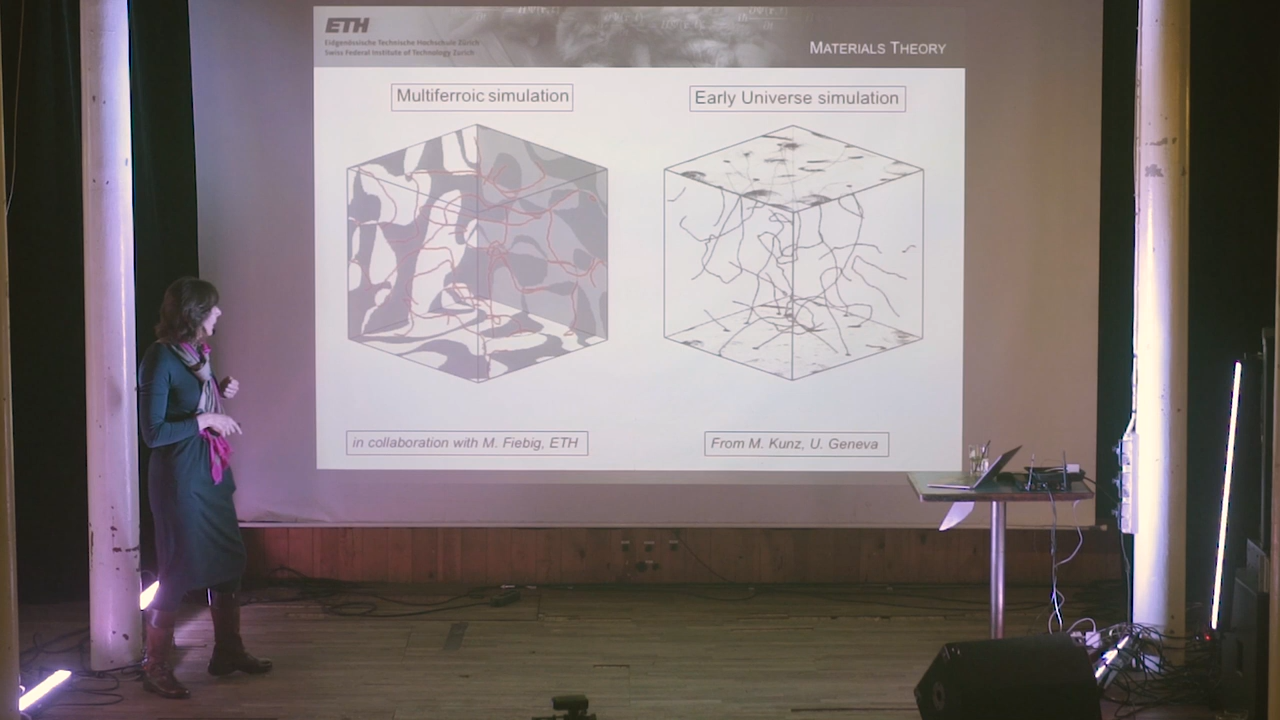 ETH
Eidgenössische Technische Hochschule Zürich
Swiss Federal Institute of Technology Zurich
MATERIALS THEORY
Multiferroic simulation
Early Universe simulation
in collaboration with M. Fiebig, ETH
From M. Kunz, U. Geneva